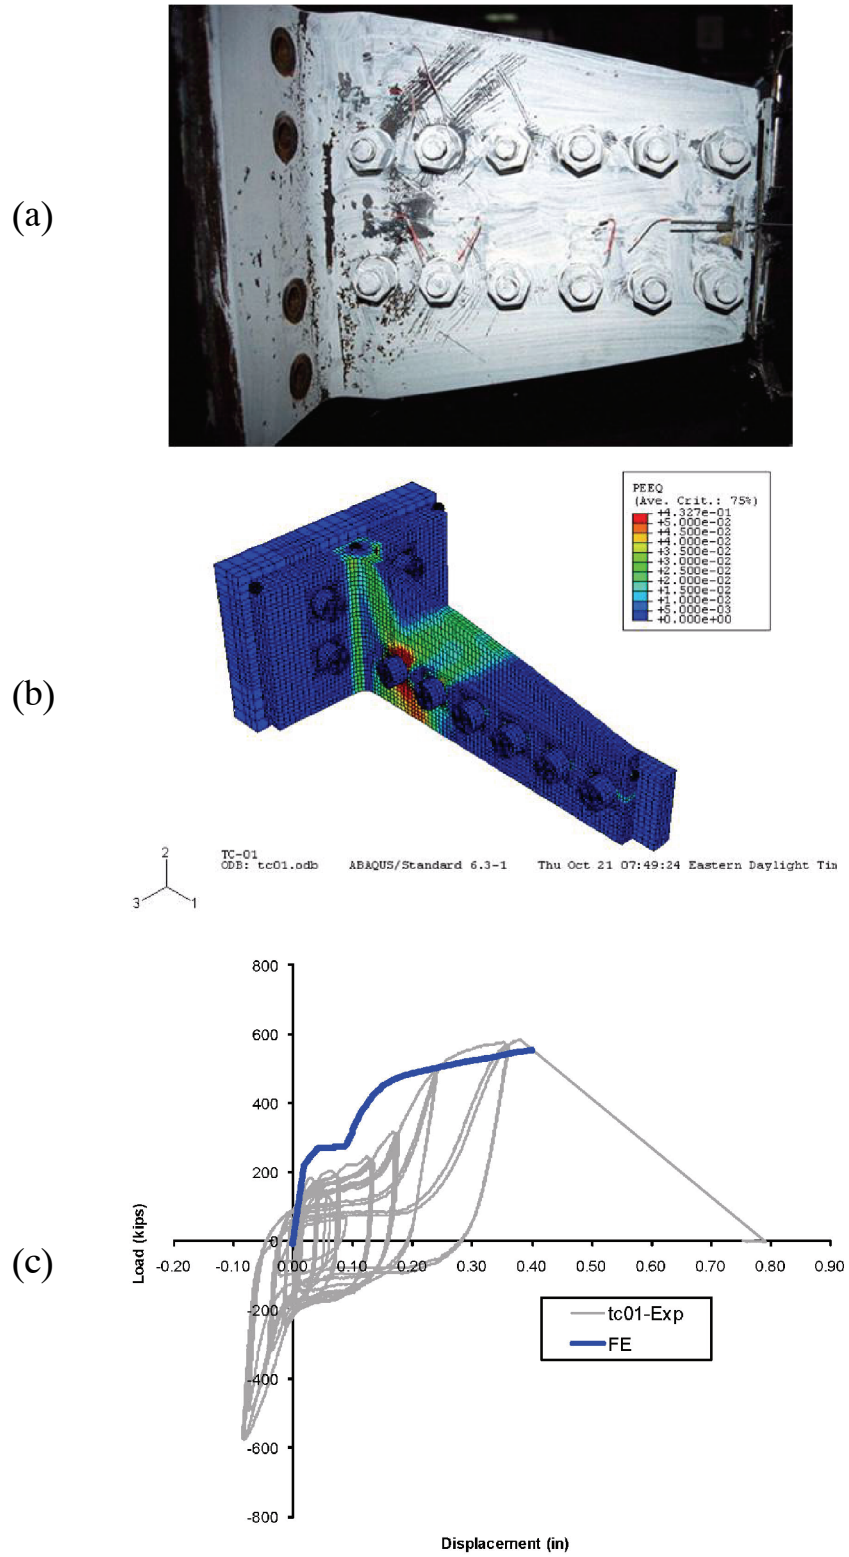 (a)
(b)
PEEQ
(Ave. Crit.: 75%)
+4.327e-01
+5.000e-02
+4.500e-02
+4.000e-02
+3.500e-02
+3.000e-02
+2.500e-02
+2.000e-02
+1.500e-02
+1.000e-02
+5.000e-03
+0.000e+00
2
3
1
TC-01
ODB: tc01.odb ABAQUS/Standard 6.3-1 Thu Oct 21 07:49:24 Eastern Daylight Tim
(c)
Load (kips)
800
600
400
200
0
-200
-400
-600
-800
-0.20 -0.10 0.00 0.10 0.20 0.30 0.40 0.50 0.60 0.70 0.80 0.90
tc01-Exp
FE
Displacement (in)